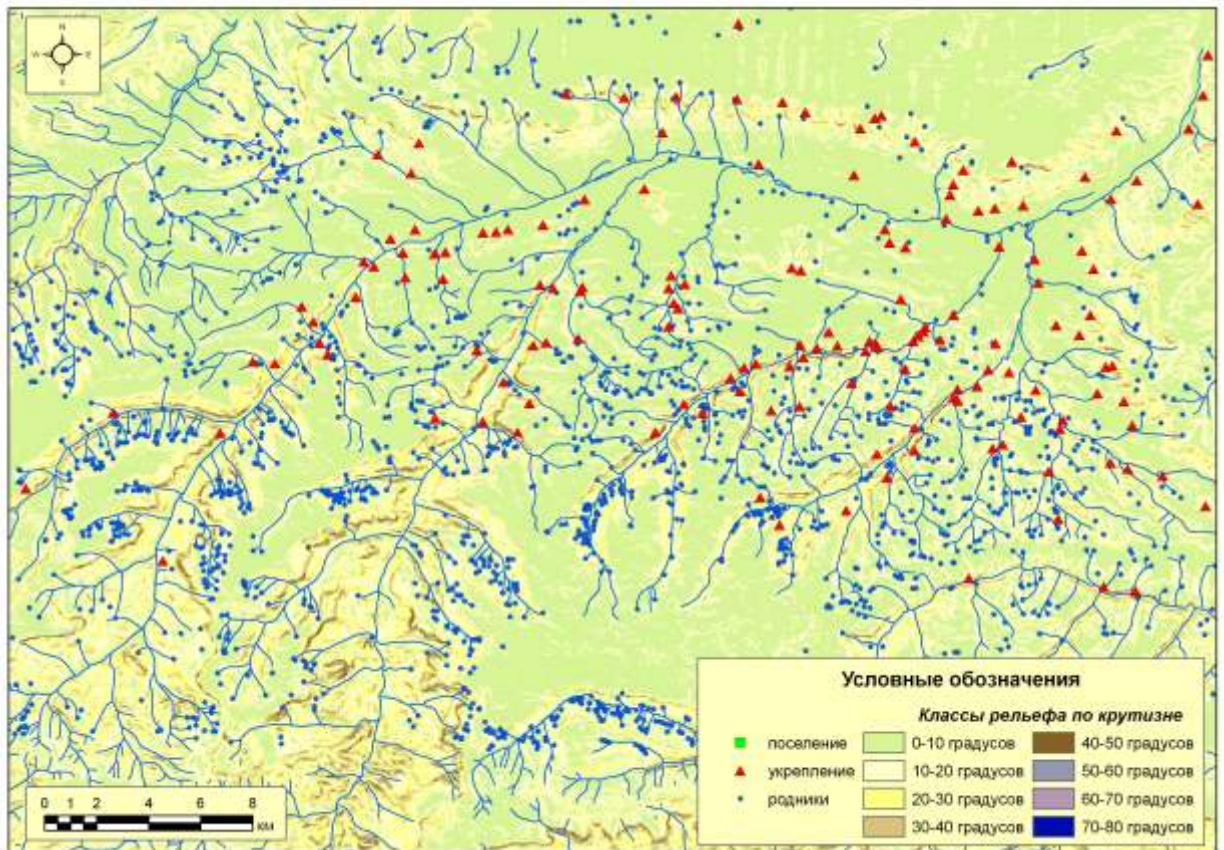 N
W E
S
Условные обозначения
Классы рельефа по крутизне
поселение 0-10 градусов 40-50 градусов
укрепление 10-20 градусов 50-60 градусов
родники 20-30 градусов 60-70 градусов
30-40 градусов 70-80 градусов
0 1 2 4 6 8
км